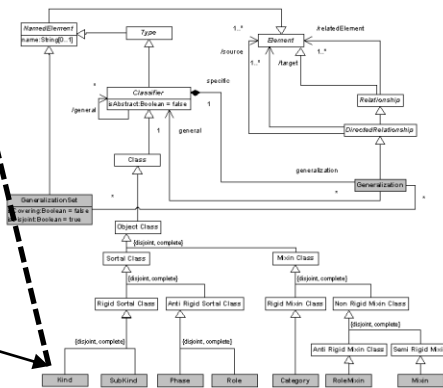 NamedElement
name:String[0..1]
Type
Element
1..*
/relatedElement
/source
1..*
1..*
/target
Classifier
isAbstract:Boolean = false
*
/general
specific
1
1
general
Relationship
DirectedRelationship
Class
generalization
GeneralizationSet
isCovering:Boolean = false
isDisjoint:Boolean = true
*
*
*
Generalization
Object Class
{disjoint, complete}
Sortal Class
Mixin Class
{disjoint, complete}
{disjoint, complete}
Rigid Sortal Class
Anti Rigid Sortal Class
Rigid Mixin Class
Non Rigid Mixin Class
{disjoint, complete}
{disjoint, complete}
{disjoint, complete}
Anti Rigid Mixin Class
Semi Rigid Mixin
Kind
SubKind
Phase
Role
Category
RoleMixin
Mixin